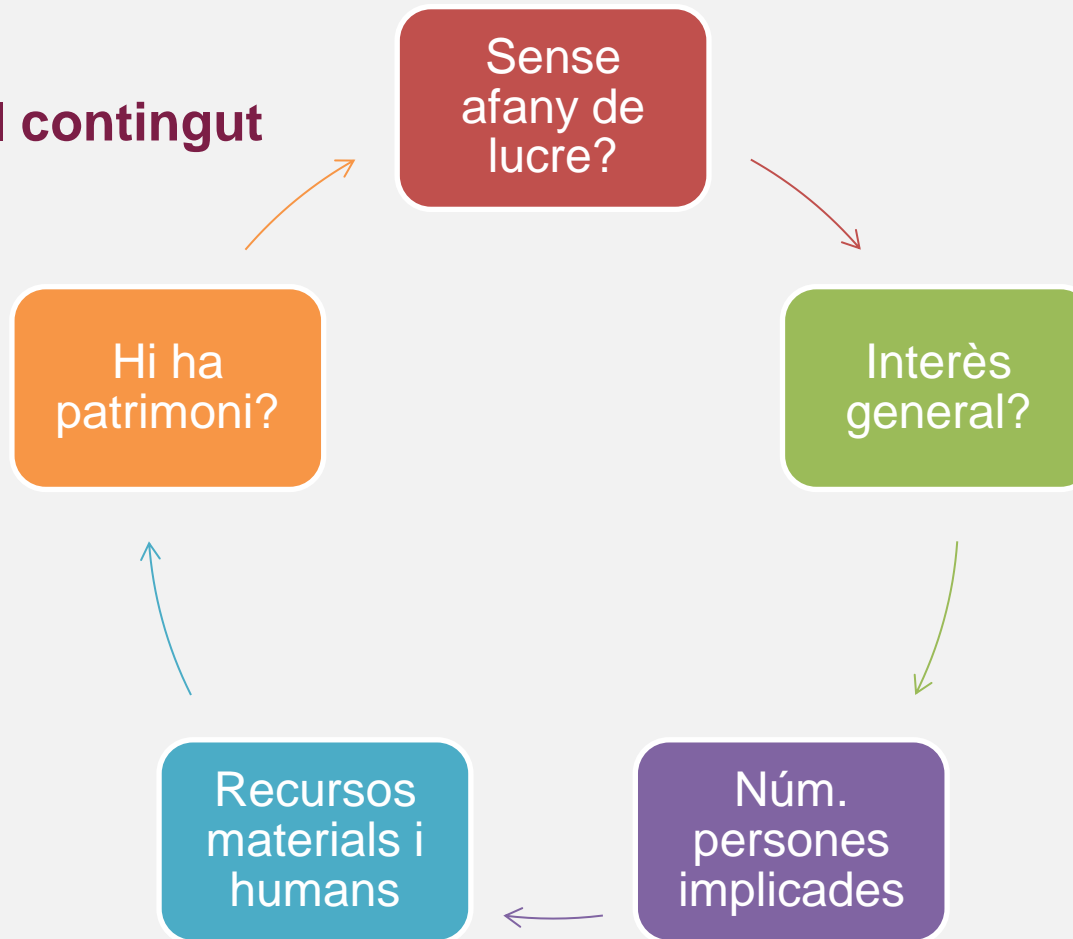 contingut
Sense
afany de
lucre?
Interès
general?
Núm.
persones
implicades
Recursos
materials i
humans
Hi ha
patrimoni?